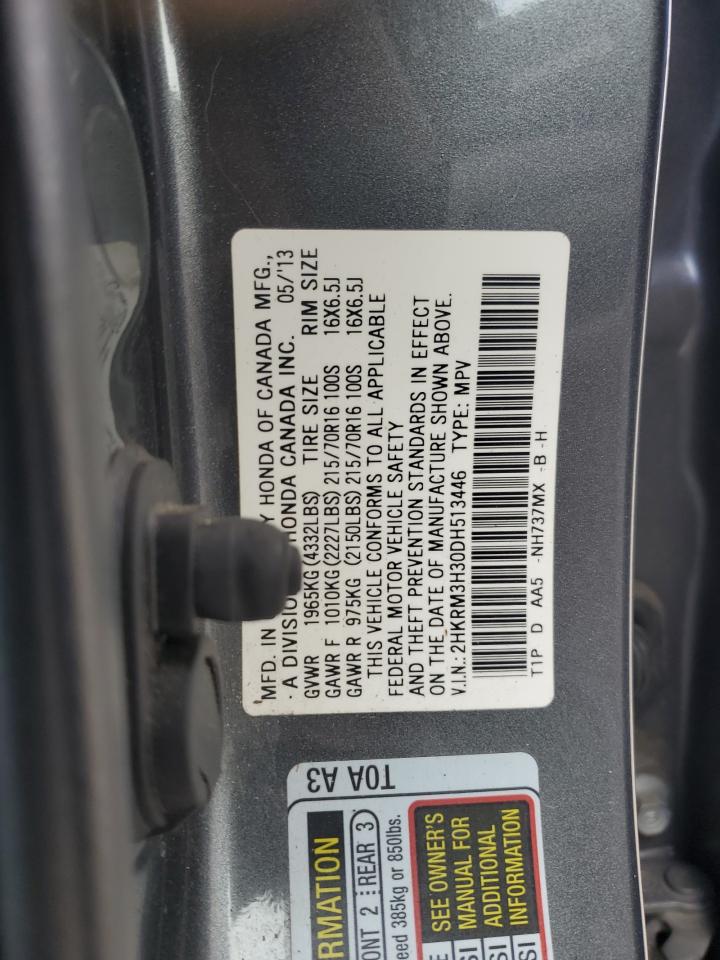 MFD. IN Y HONDA OF CANADA MFG.,
· A DIVISION HONDA CANADA INC. 05/'13
GVWR 1965KG(4332LBS) TIRE SIZE RIM SIZE
GAWR F 1010KG(2227LBS)215/70R16 100S 16X6.5J
GAWR R 975KG (2150LBS)215/70R16 100S 16X6.5J
THIS VEHICLE CONFORMS TO ALL APPLICABLE
FEDERAL MOTOR VEHICLE SAFETY
AND THEFT PREVENTION STANDARDS IN EFFECT
ON THE DATE OF MANUFACTURE SHOWN ABOVE.
V.I.N.:2HKRM3H30DH513446 TYPE: MPV
T1P D AA5 -NH737MX -B -H
T0A A3
RMATION
ONT 2 REAR 3
eed 385kg or 850lbs.
SEE OWNER'S
MANUAL FOR
ADDITIONAL
INFORMATION
E
SI
SI
SI